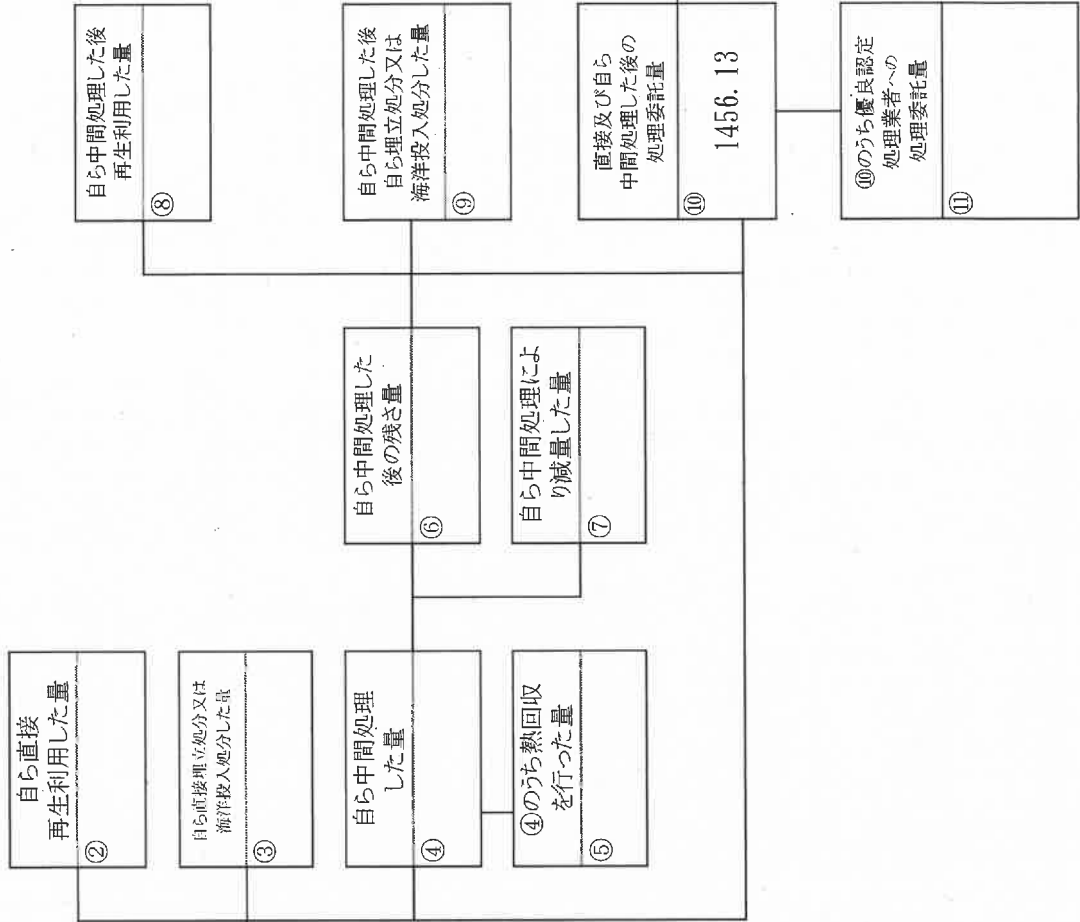 自ら直接
再生利用した量
②
自ら直接埋立処分又は
海洋投入処分した量
③
自ら中間処理
した量
④
④のうち熱回収
を行った量
⑤
自ら中間処理した
後の残さ量
⑥
自ら中間処理によ
り減量した量
⑦
自ら中間処理した後
再生利用した量
⑧
自ら中間処理した後
自ら埋立処分又は
海洋投入処分した量
⑨
直接及び自ら
中間処理した後の
処理委託量
⑩
1456.13
⑩のうち優良認定
処理業者への
処理委託量
⑪